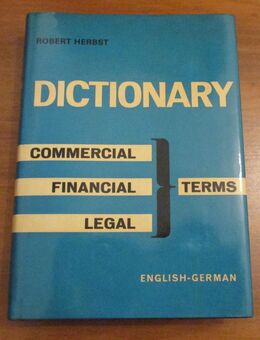 ROBERT HERBST
DICTIONARY
COMMERCIAL
FINANCIAL
LEGAL
TERMS
ENGLISH-GERMAN